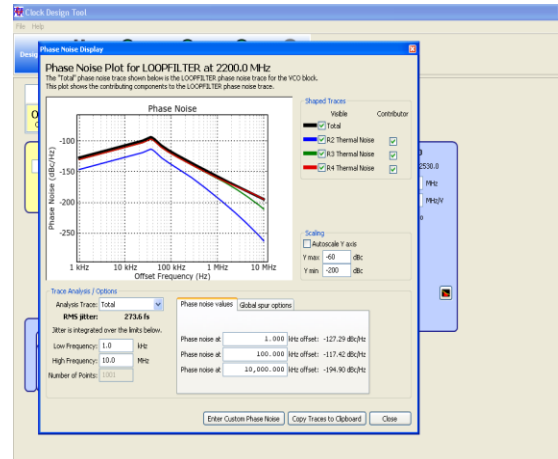 Clock Design Tool
File Help
Phase Noise Display
Phase Noise Plot for LOOPFILTER at 2200.0 MHz
The "Total" phase noise trace shown below is the LOOPFILTER phase noise trace for the VCO block.
This plot shows the contributing components to the LOOPFILTER phase noise trace.
Phase Noise
Phase Noise (dBc/Hz)
-100
-150
-200
-250
1 kHz 10 kHz 100 kHz 1 MHz 10 MHz
Offset Frequency (Hz)
Shaped Traces
Visible Contributor
Total
R2 Thermal Noise
R3 Thermal Noise
R4 Thermal Noise
Scaling
Autoscale Y axis
Y max -60 dBc
Y min -280 dBc
2530.0
MHz
MHz/V
Trace Analysis / Options
Analysis Trace: Total
RMS jitter: 273.6 fs
Jitter is integrated over the limits below.
Low Frequency: 1.0 kHz
High Frequency: 10.0 MHz
Number of Points: 1001
Phase noise values Global spur options
Phase noise at 1.000 kHz offset: -127.29 dBc/Hz
Phase noise at 100.000 kHz offset: -117.42 dBc/Hz
Phase noise at 10,000.000 kHz offset: -194.90 dBc/Hz
Enter Custom Phase Noise Copy Traces to Clipboard Close